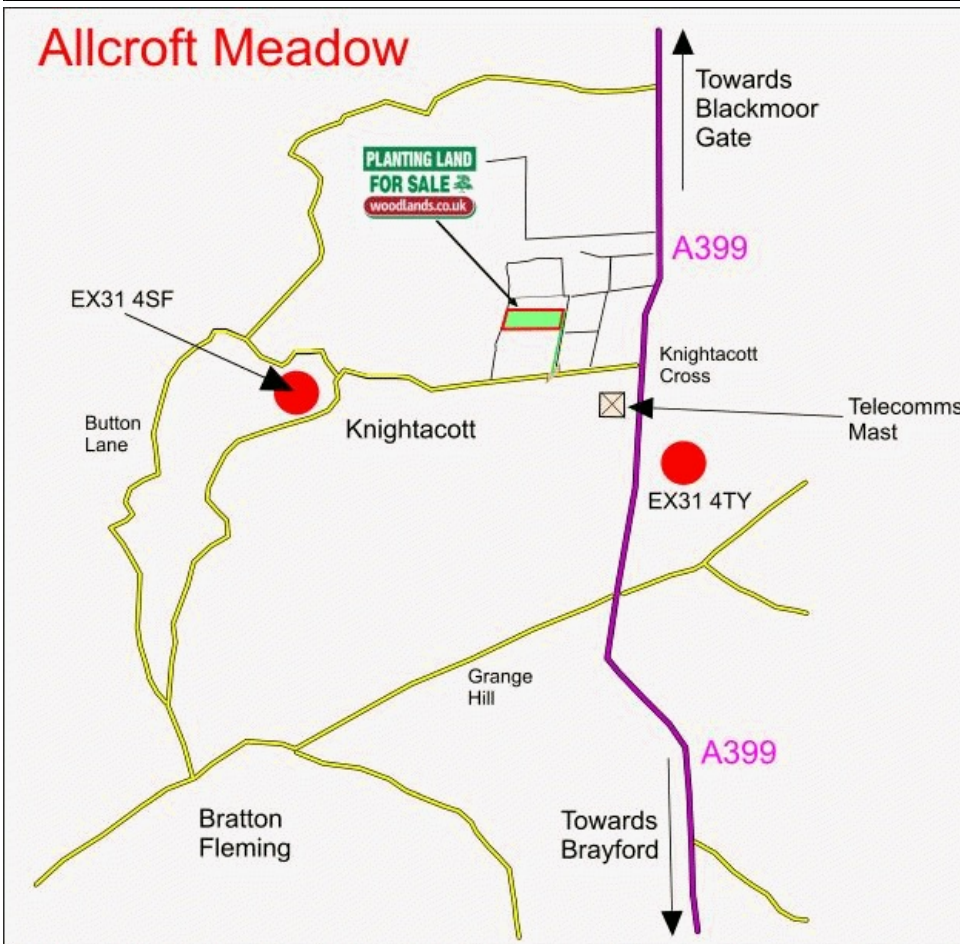 Allcroft Meadow
Towards
Blackmoor
Gate
PLANTING LAND
FOR SALE
woodlands.co.uk
A399
EX31 4SF
Knightacott
Cross
Telecomms
Mast
Button
Lane
Knightacott
EX31 4TY
Grange
Hill
A399
Bratton
Fleming
Towards
Brayford